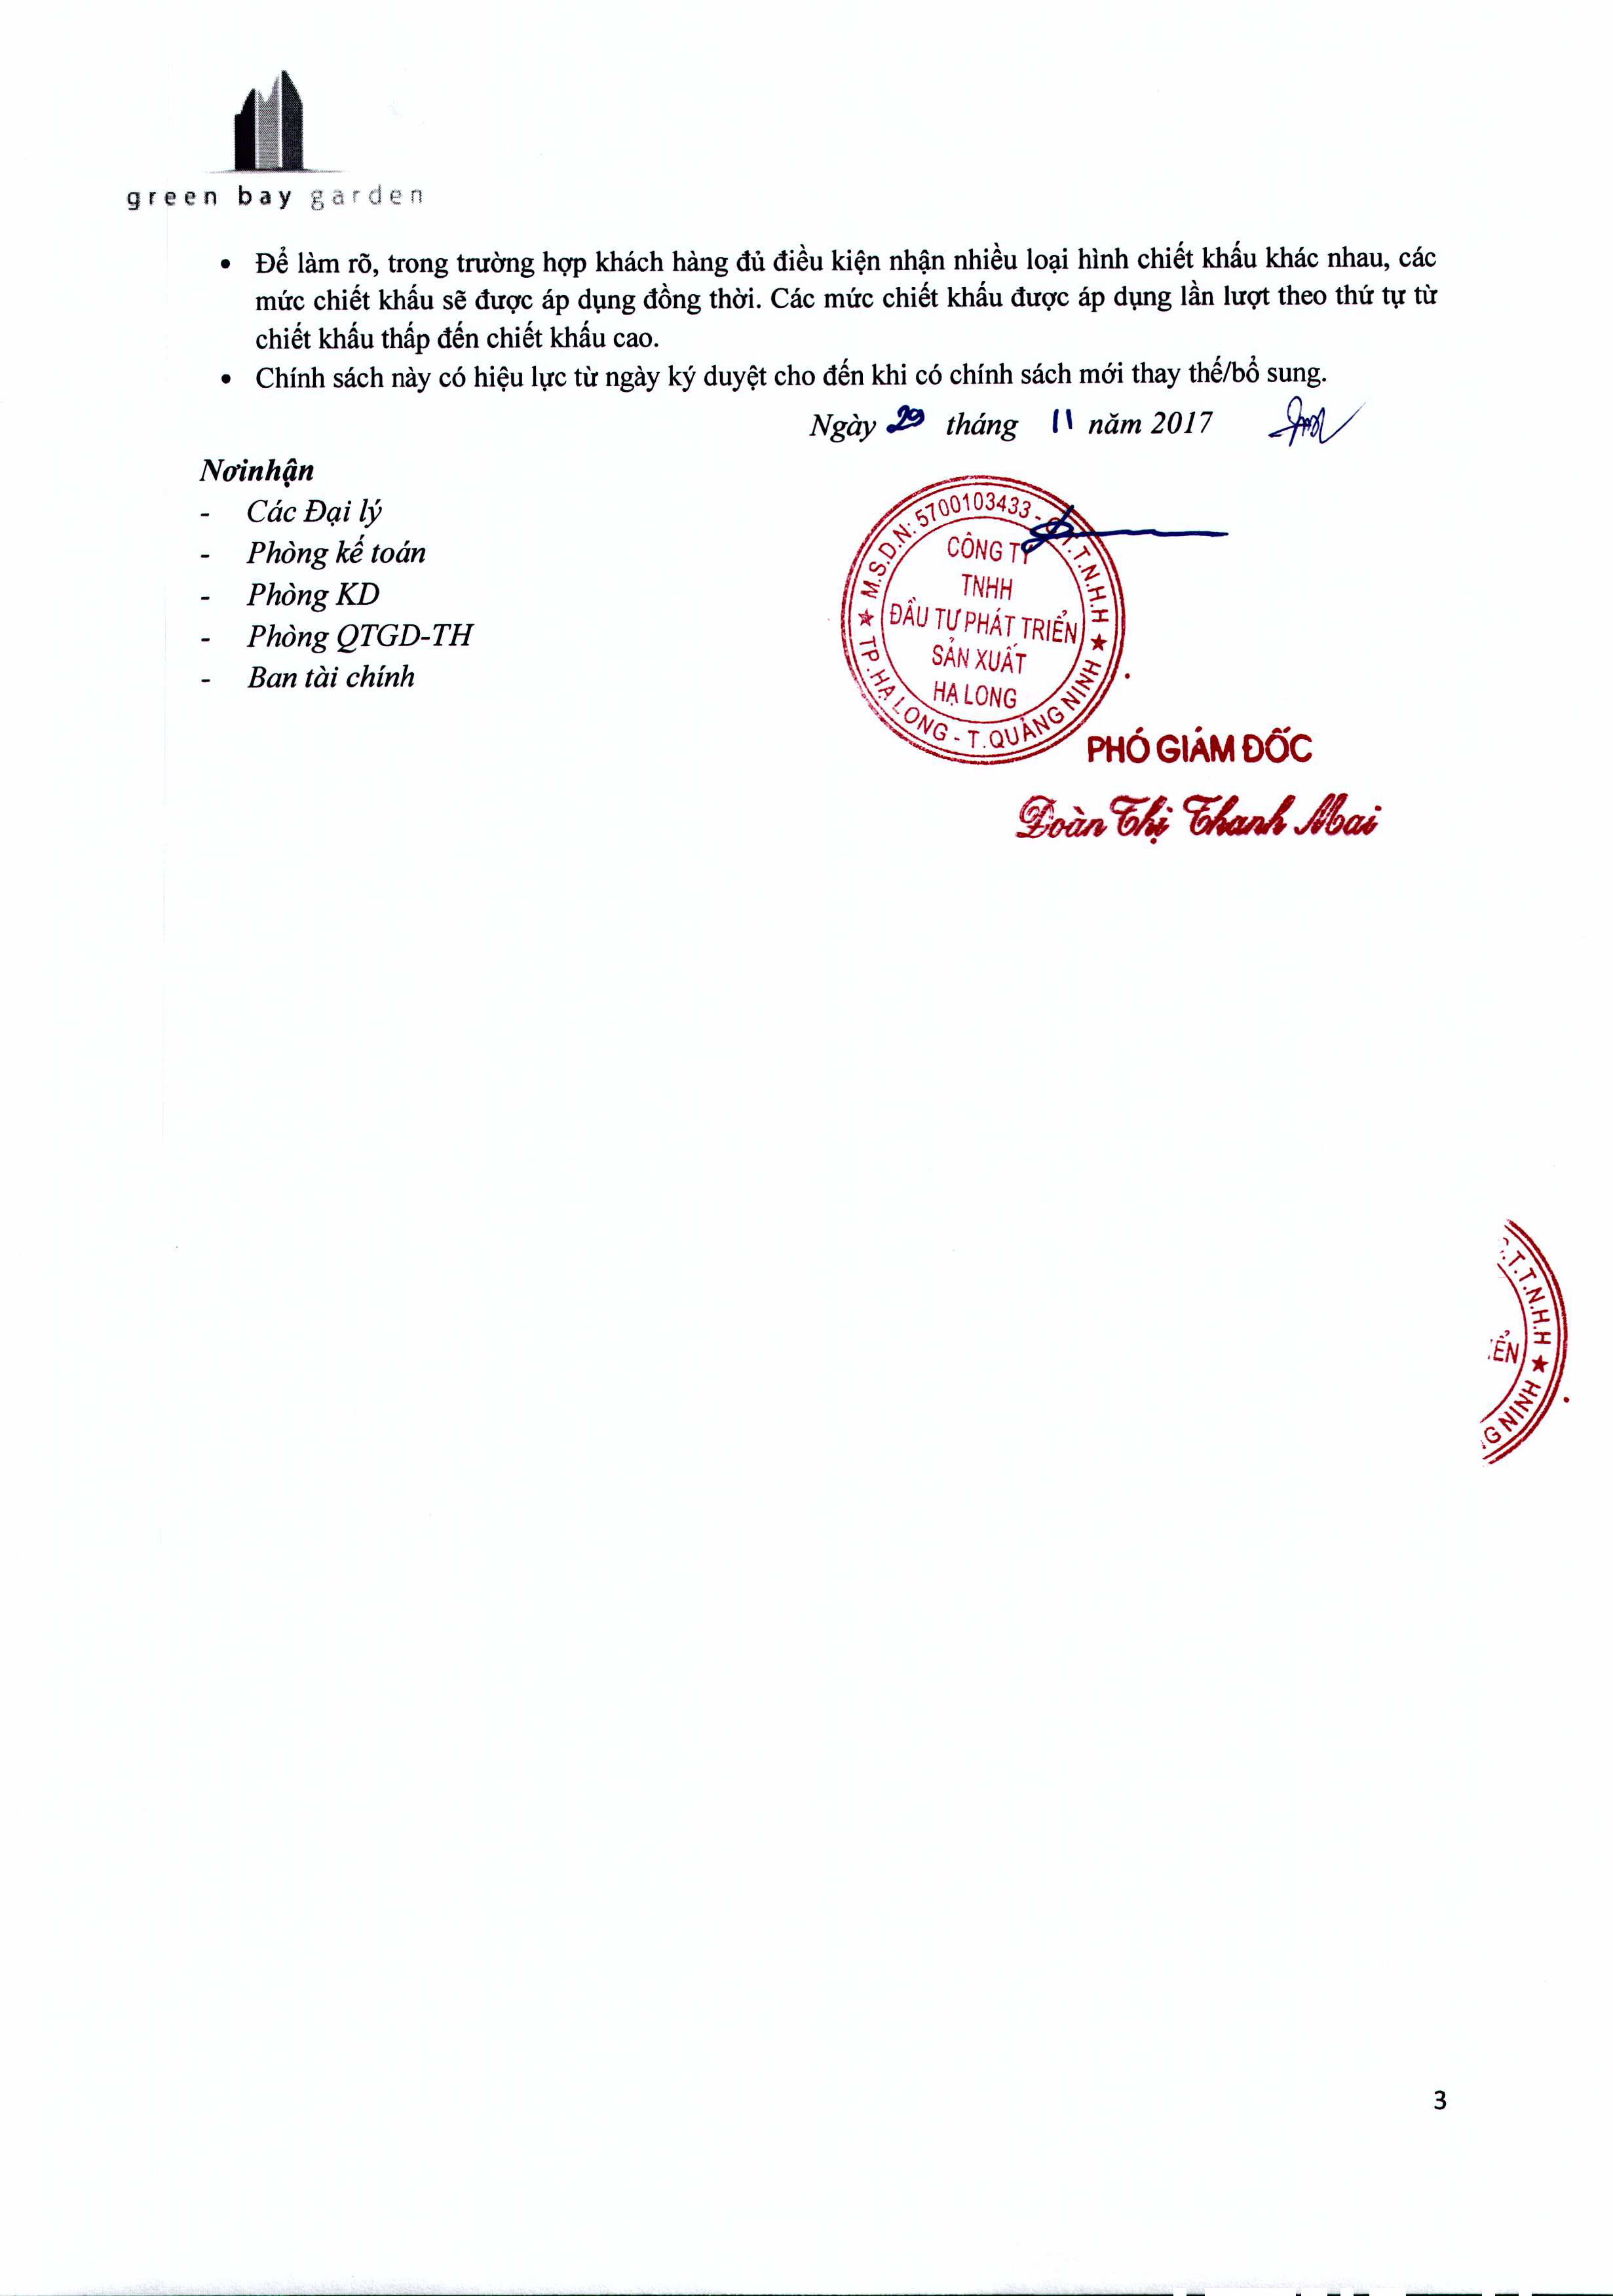 green bay garden
• Để làm rõ, trong trường hợp khách hàng đủ điều kiện nhận nhiều loại hình chiết khấu khác nhau, các
mức chiết khấu sẽ được áp dụng đồng thời. Các mức chiết khấu được áp dụng lần lượt theo thứ tự từ
chiết khấu thấp đến chiết khấu cao.
• Chính sách này có hiệu lực từ ngày ký duyệt cho đến khi có chính sách mới thay thế/bổ sung.
Ngày 29 tháng 11 năm 2017
Nơinhận
- Các Đại lý
- Phòng kế toán
- Phòng KD
- Phòng QTGD-TH
- Ban tài chính
M.S.D.N: 5700103433 - C.T.T.N.H.H
CÔNG TY
TNHH
ĐẦU TƯ PHÁT TRIỂN
SẢN XUẤT
HẠ LONG
TP.HẠ LONG - T.QUẢNG NINH
PHÓ GIÁM ĐỐC
Đoàn Thị Thanh Mai
.T.T.N.H.H
ỂN
G NINH
3